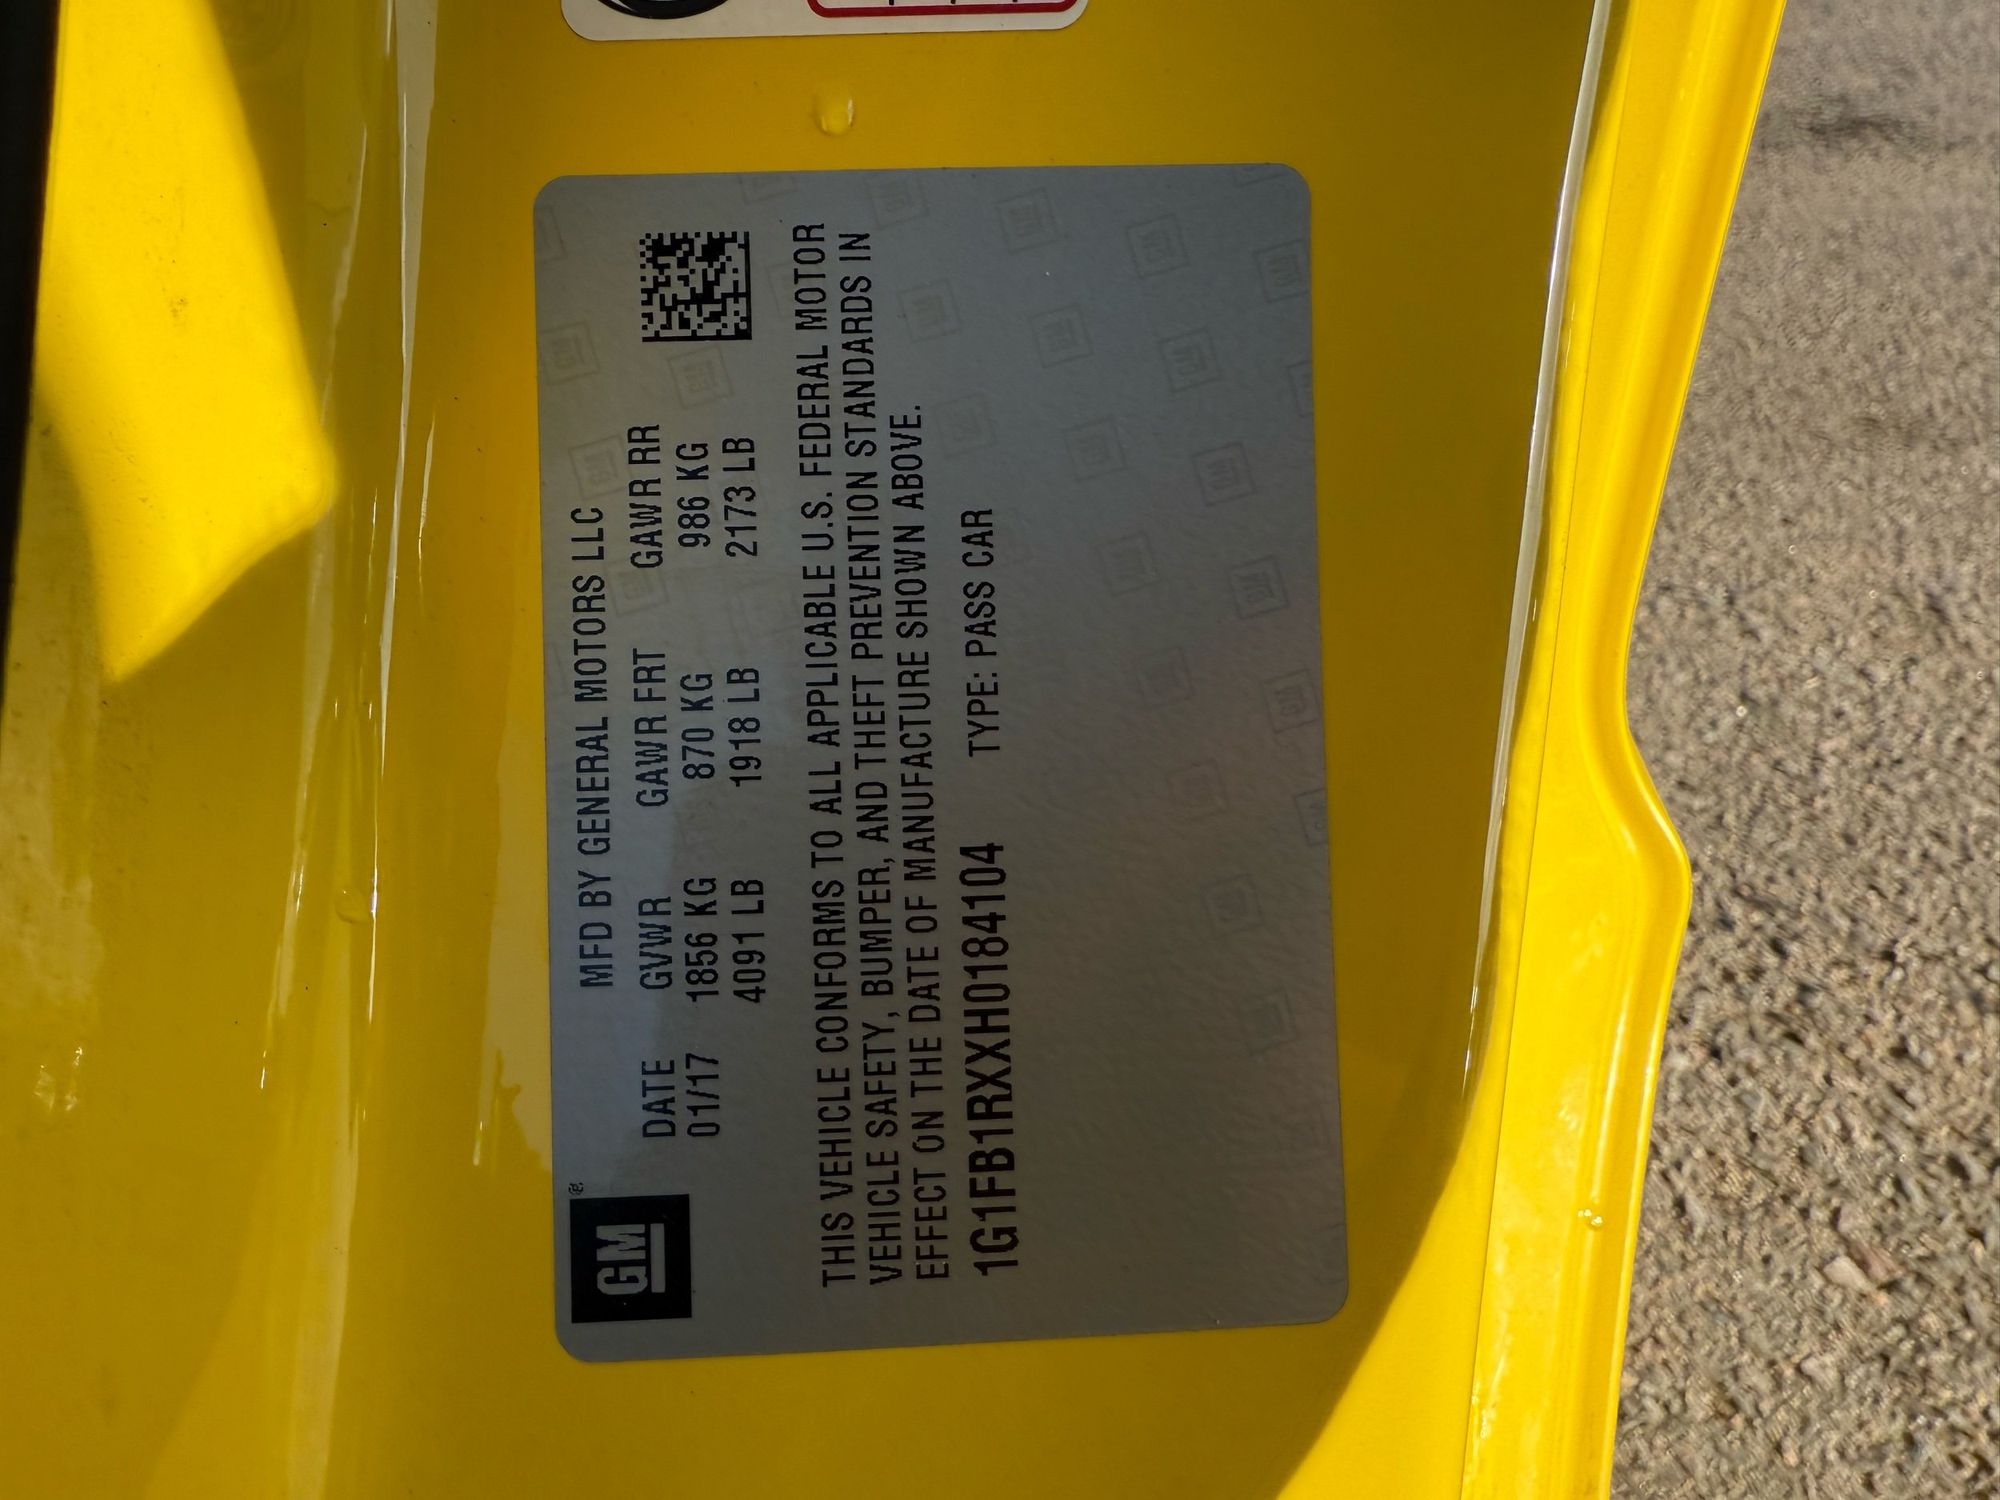 GM®
MFD BY GENERAL MOTORS LLC
DATE GVWR GAWR FRT GAWR RR
01/17 1856 KG 870 KG 986 KG
4091 LB 1918 LB 2173 LB
THIS VEHICLE CONFORMS TO ALL APPLICABLE U.S. FEDERAL MOTOR
VEHICLE SAFETY, BUMPER, AND THEFT PREVENTION STANDARDS IN
EFFECT ON THE DATE OF MANUFACTURE SHOWN ABOVE.
1G1FB1RXXH0184104 TYPE: PASS CAR